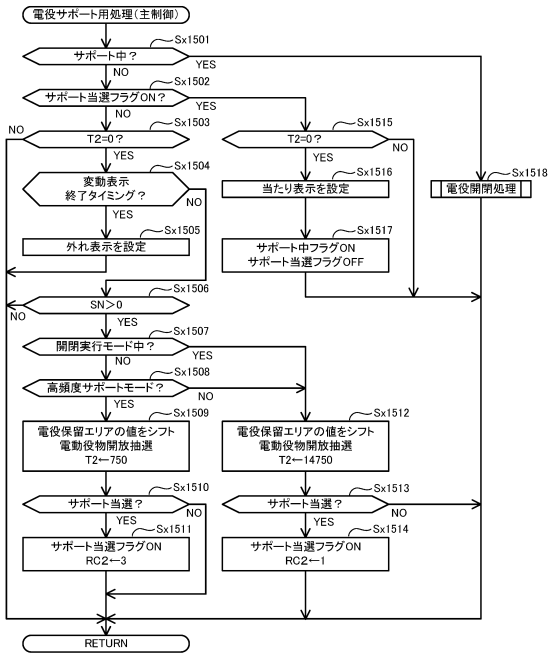 電役サポート用処理(主制御)
Sx1501
サポート中？
YES
NO
Sx1502
サポート当選フラグON？
YES
NO
Sx1503
NO
T2=0？
YES
Sx1515
T2=0？
NO
YES
Sx1504
変動表示
終了タイミング？
NO
YES
Sx1516
当たり表示を設定
Sx1518
電役開閉処理
Sx1505
外れ表示を設定
Sx1517
サポート中フラグON
サポート当選フラグOFF
Sx1506
SN＞0
NO
YES
Sx1507
開閉実行モード中？
YES
NO
Sx1508
高頻度サポートモード？
NO
YES
Sx1509
電役保留エリアの値をシフト
電動役物開放抽選
T2←750
Sx1512
電役保留エリアの値をシフト
電動役物開放抽選
T2←14750
Sx1510
サポート当選？
NO
YES
Sx1513
サポート当選？
NO
YES
Sx1511
サポート当選フラグON
RC2←3
Sx1514
サポート当選フラグON
RC2←1
RETURN